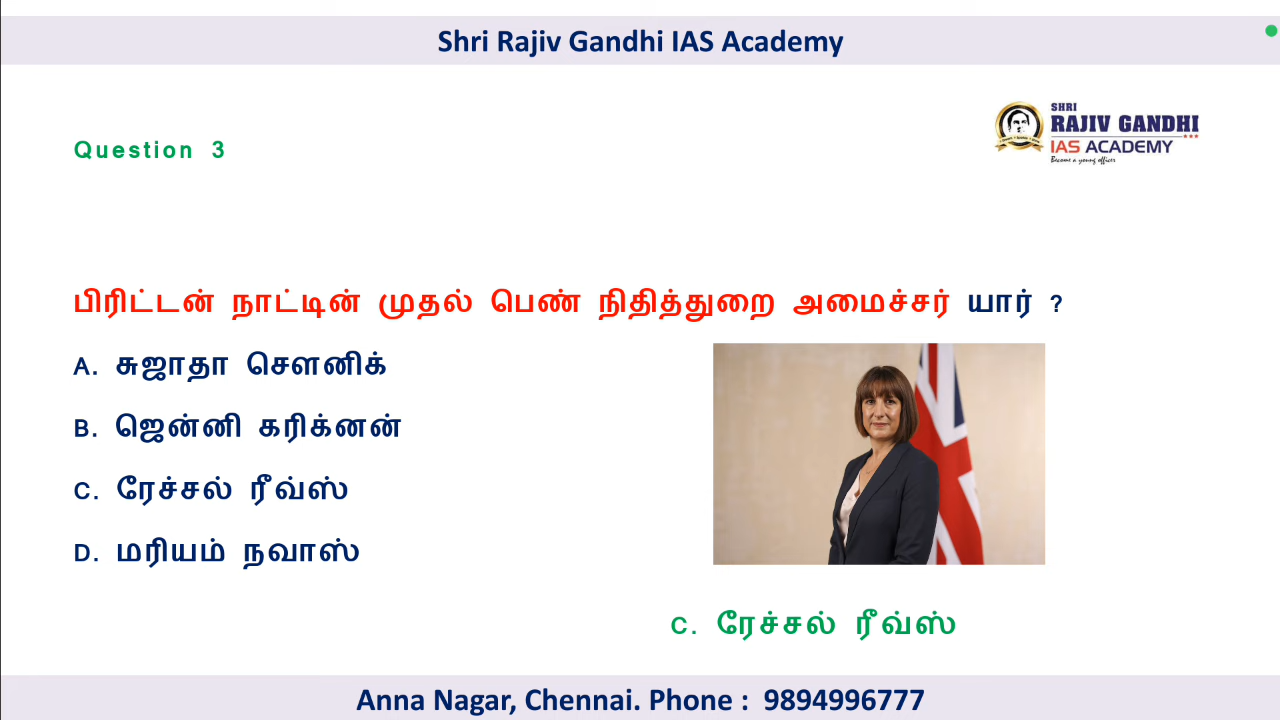 Shri Rajiv Gandhi IAS Academy
SHRI
RAJIV GANDHI
IAS ACADEMY
Become a young officer
Question 3
பிரிட்டன் நாட்டின் முதல் பெண் நிதித்துறை அமைச்சர் யார் ?
A. சுஜாதா சௌனிக்
B. ஜென்னி கரிக்னன்
C. ரேச்சல் ரீவ்ஸ்
D. மரியம் நவாஸ்
C. ரேச்சல் ரீவ்ஸ்
Anna Nagar, Chennai. Phone : 9894996777